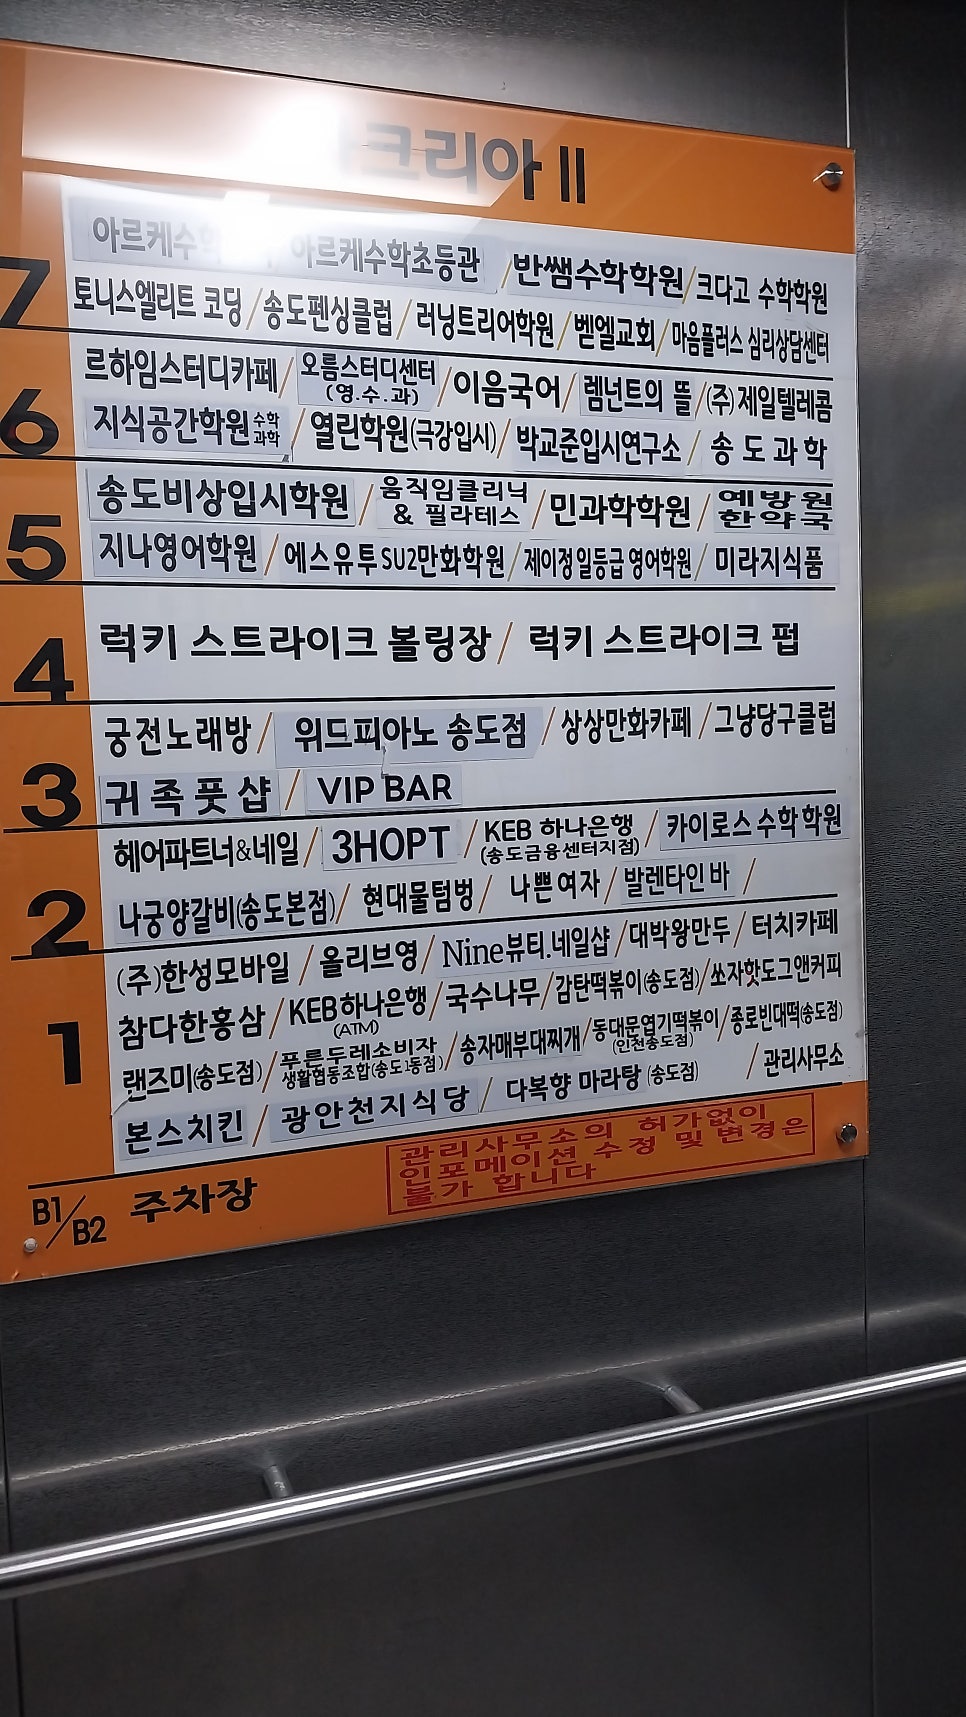 코리아 II
7
아르케수학 아르케수학초등관 / 반쌤수학학원 / 크다고 수학학원
토니스엘리트 코딩 / 송도펜싱클럽 / 러닝트리어학원 / 벧엘교회 / 마음플러스 심리상담센터
6
르하임스터디카페 / 오름스터디센터 (영.수.과) / 이음국어 / 렘넌트의 뜰 / (주)제일텔레콤
지식공간학원 수학 과학 / 열린학원(극강입시) / 박교준입시연구소 / 송도과학
5
송도비상입시학원 / 움직임클리닉 & 필라테스 / 민과학학원 / 예방원 한약국
지나영어학원 / 에스유투SU2만화학원 / 제이정일등급 영어학원 / 미라지식품
4
럭키 스트라이크 볼링장 / 럭키 스트라이크 펍
3
궁전노래방 / 위드피아노 송도점 / 상상만화카페 / 그냥당구클럽
귀족풋샵 / VIP BAR
2
헤어파트너&네일 / 3HOPT / KEB 하나은행 (송도금융센터지점) / 카이로스수학학원
나궁양갈비(송도본점) / 현대물텀벙 / 나쁜여자 / 발렌타인바 /
1
(주)한성모바일 / 올리브영 / Nine뷰티.네일샵 / 대박왕만두 / 터치카페
참다한홍삼 / KEB하나은행 (ATM) / 국수나무 / 감탄떡볶이(송도점) / 쏘자핫도그앤커피
랜즈미(송도점) / 푸른두레소비자 생활협동조합(송도1동점) / 송자매부대찌개 / 동대문엽기떡볶이 (인천송도점) / 종로빈대떡(송도점)
본스치킨 / 광안천지식당 / 다복향 마라탕 (송도점) / 관리사무소
B1/B2 주차장
관리사무소의 허가없이
인포메이션 수정 및 변경은
불가 합니다